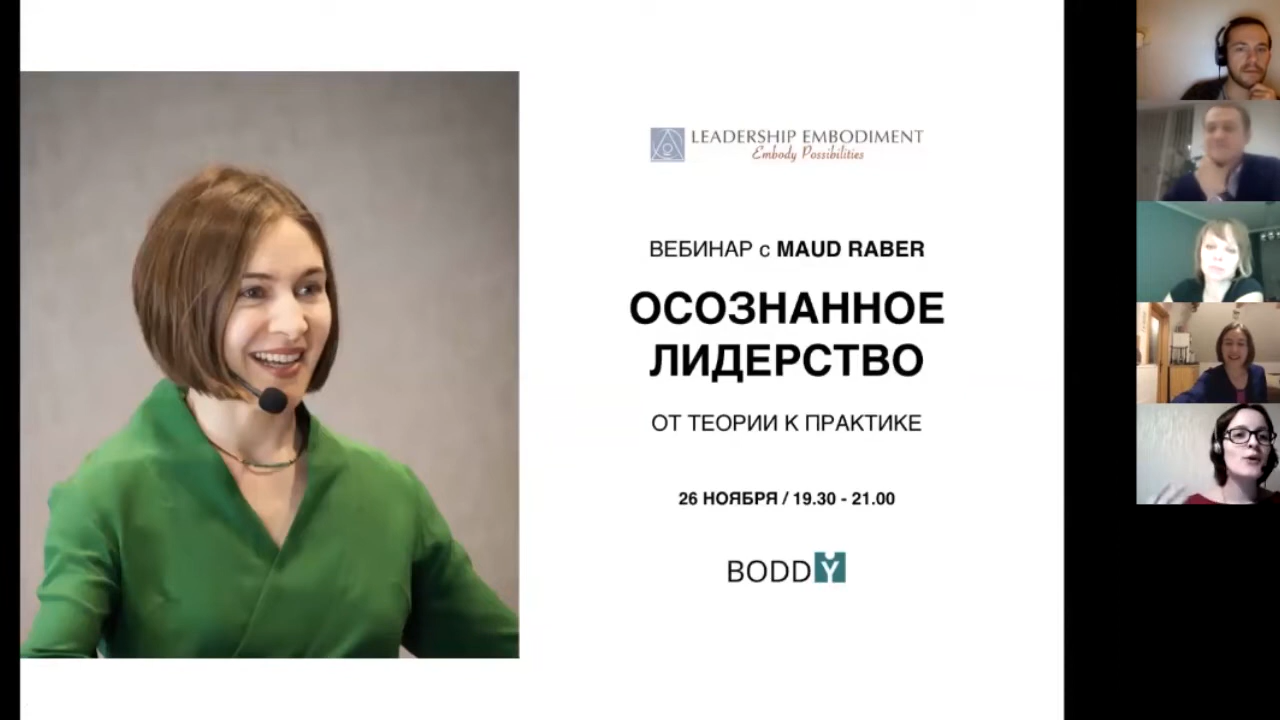 LEADERSHIP EMBODIMENT
Embody Possibilities
ВЕБИНАР с MAUD RABER
ОСОЗНАННОЕ
ЛИДЕРСТВО
ОТ ТЕОРИИ К ПРАКТИКЕ
26 НОЯБРЯ / 19.30 - 21.00
BODDY